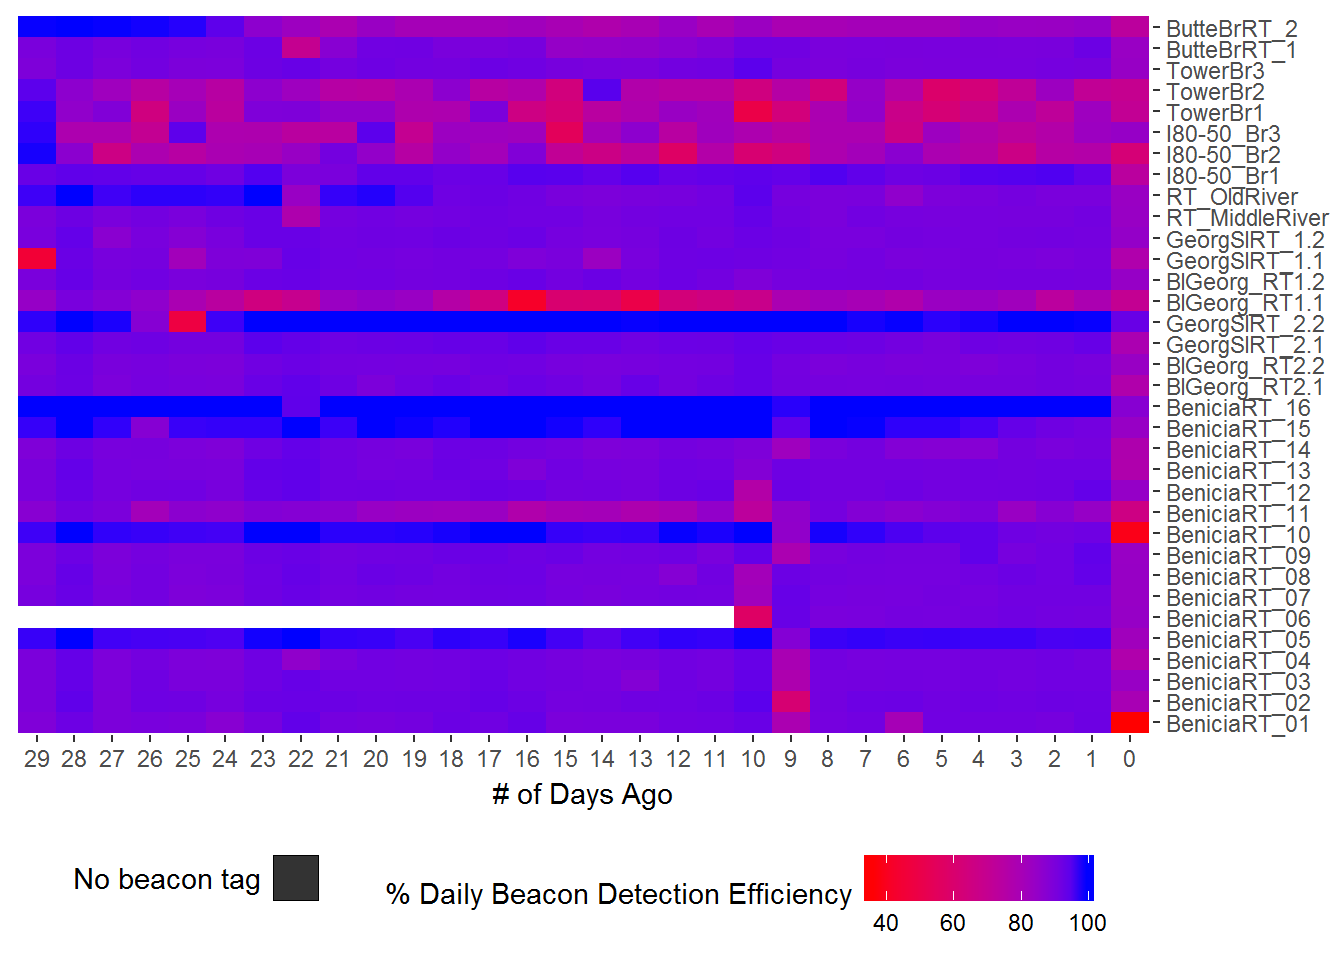 ButteBrRT_2
ButteBrRT_1
TowerBr3
TowerBr2
TowerBr1
I80-50_Br3
I80-50_Br2
I80-50_Br1
RT_OldRiver
RT_MiddleRiver
GeorgSlRT_1.2
GeorgSlRT_1.1
BlGeorg_RT1.2
BlGeorg_RT1.1
GeorgSlRT_2.2
GeorgSlRT_2.1
BlGeorg_RT2.2
BlGeorg_RT2.1
BeniciaRT_16
BeniciaRT_15
BeniciaRT_14
BeniciaRT_13
BeniciaRT_12
BeniciaRT_11
BeniciaRT_10
BeniciaRT_09
BeniciaRT_08
BeniciaRT_07
BeniciaRT_06
BeniciaRT_05
BeniciaRT_04
BeniciaRT_03
BeniciaRT_02
BeniciaRT_01
29 28 27 26 25 24 23 22 21 20 19 18 17 16 15 14 13 12 11 10 9 8 7 6 5 4 3 2 1 0
# of Days Ago
No beacon tag
% Daily Beacon Detection Efficiency
40 60 80 100